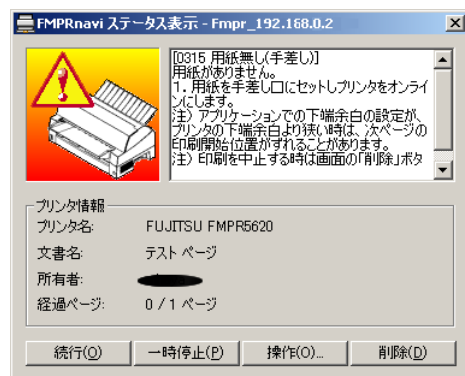 FMPRnavi ステータス表示 - Fmpr_192.168.0.2
[0315 用紙無し(手差し)]
用紙がありません。
1. 用紙を手差し口にセットしプリンタをオンラインにします。
注) アプリケーションでの下端余白の設定が、
プリンタの下端余白より狭い時は、次ページの
印刷開始位置がずれることがあります。
注) 印刷を中止する時は画面の「削除」ボタ
プリンタ情報
プリンタ名: FUJITSU FMPR5620
文書名: テスト ページ
所有者:
経過ページ: 0 / 1 ページ
続行(O) 一時停止(P) 操作(O)... 削除(D)